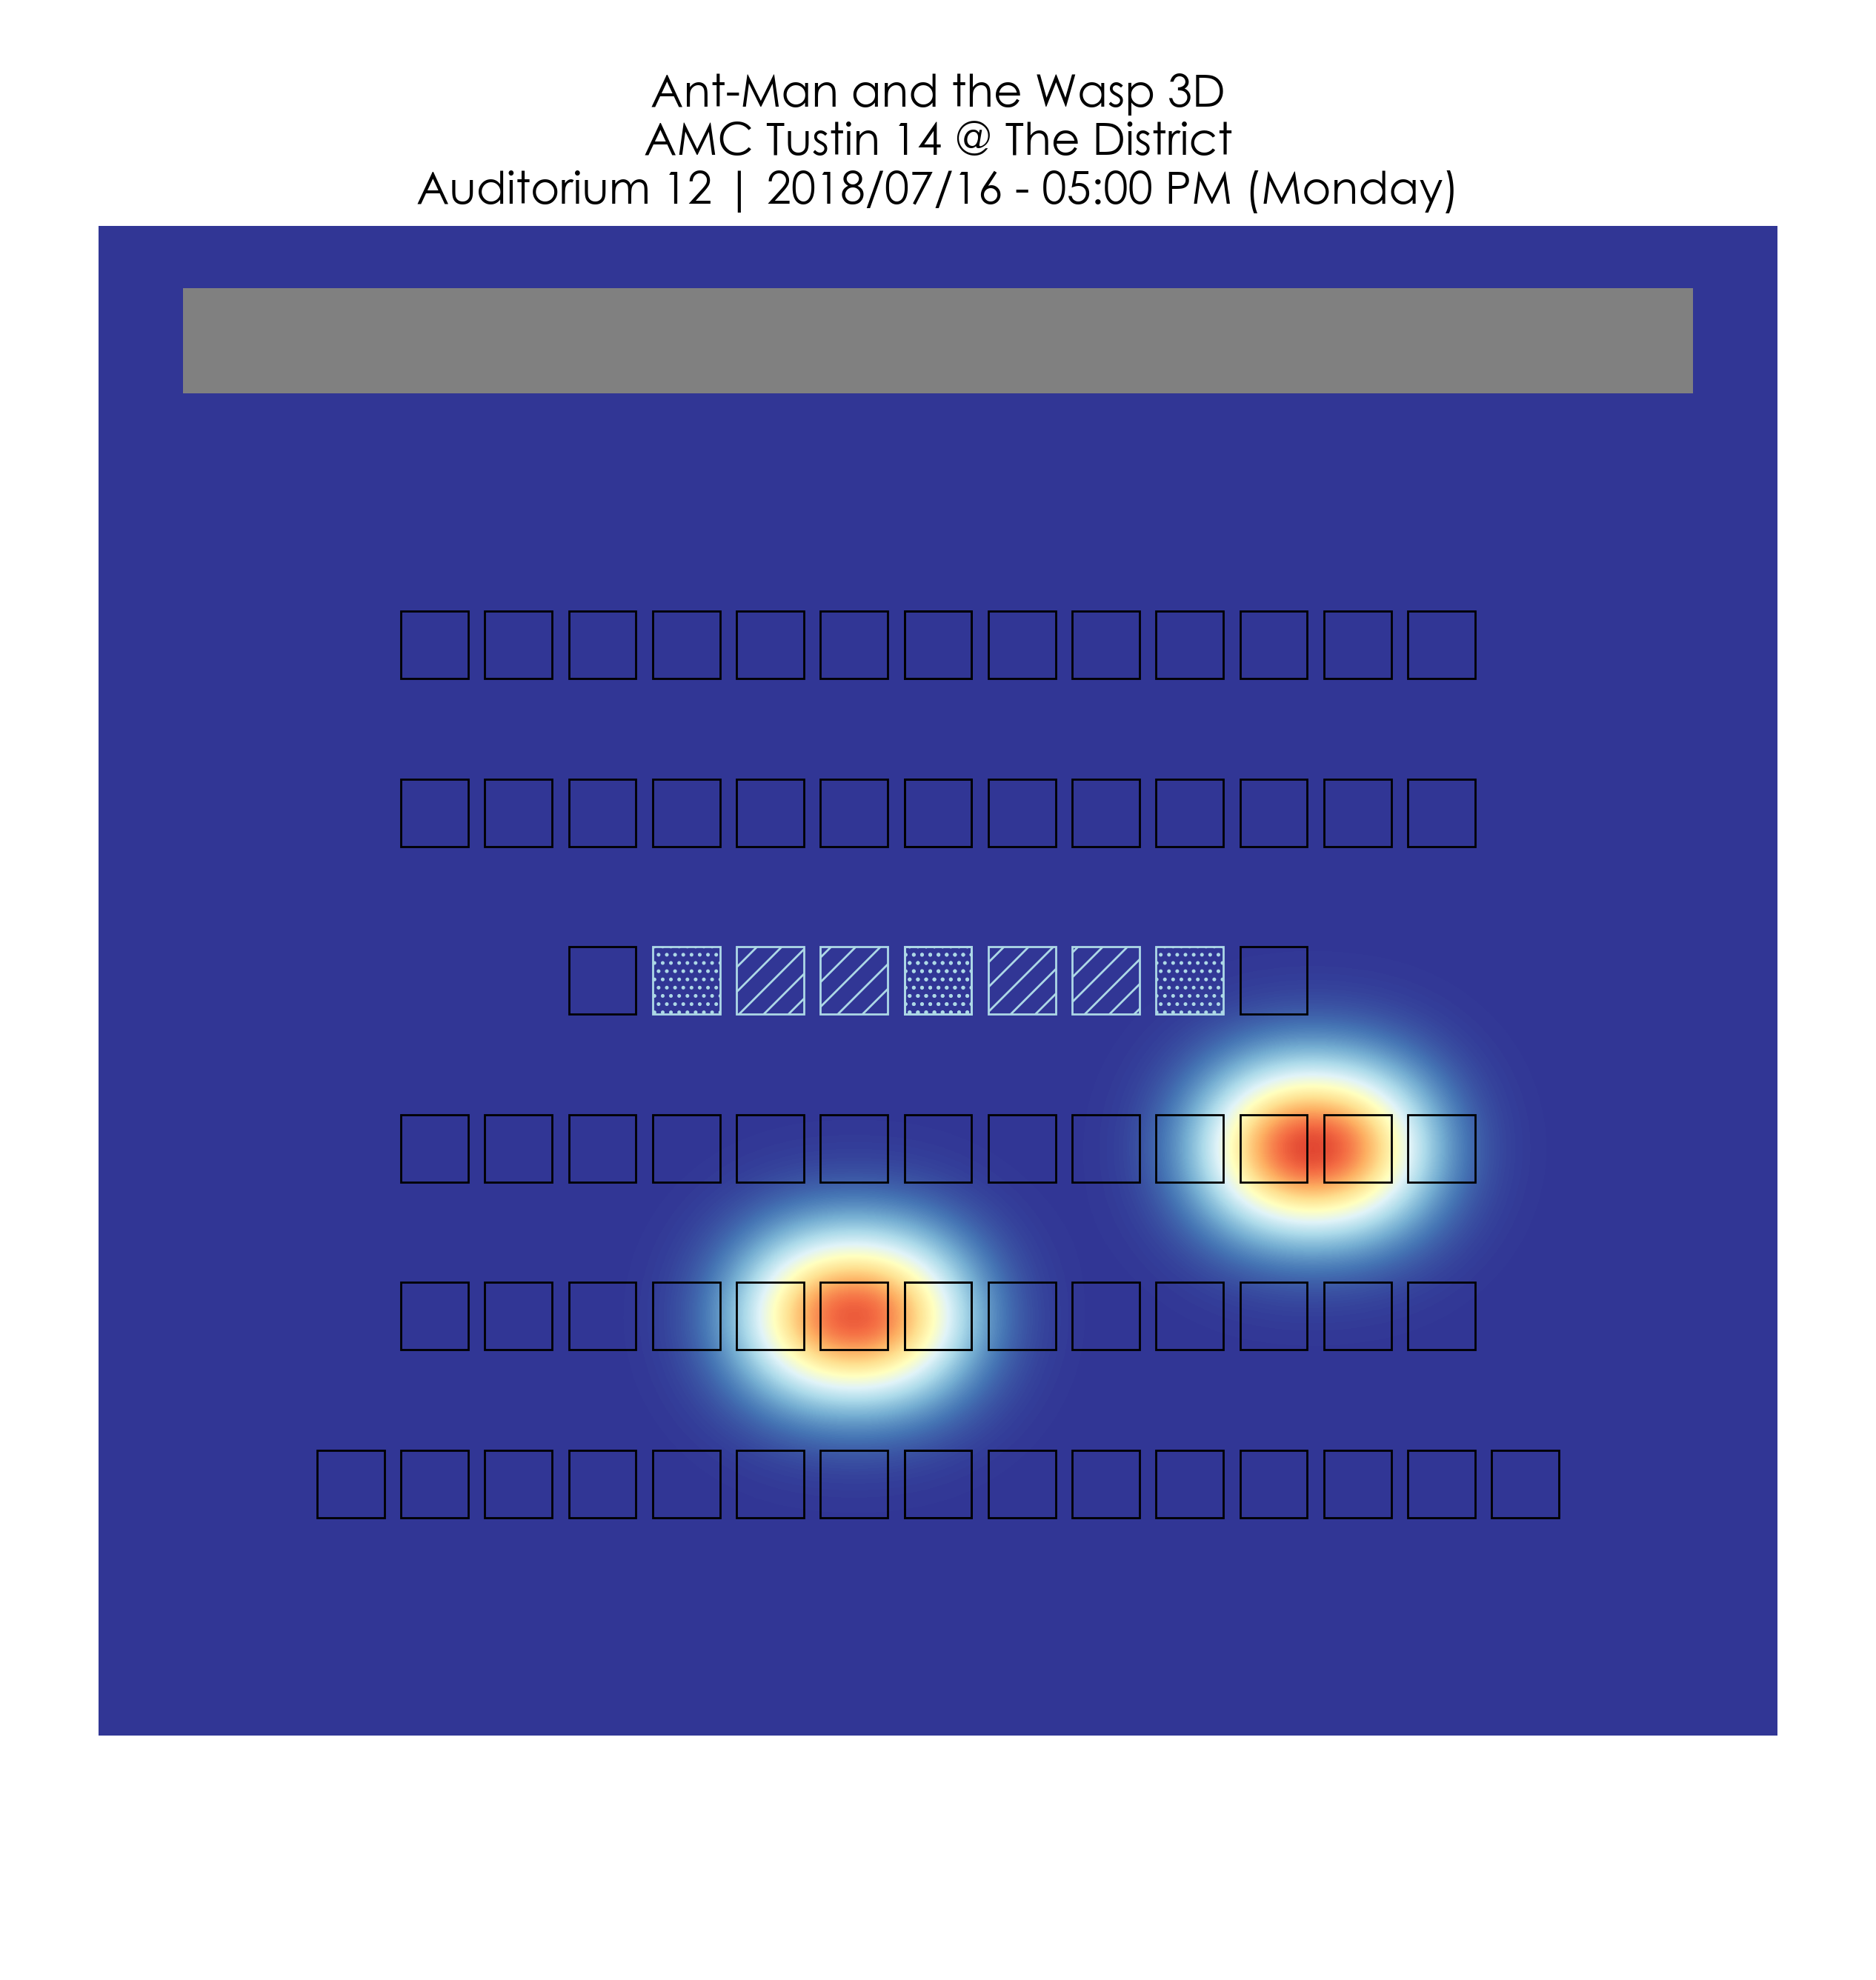 Ant-Man and the Wasp 3D
AMC Tustin 14 @ The District
Auditorium 12 | 2018/07/16 - 05:00 PM (Monday)